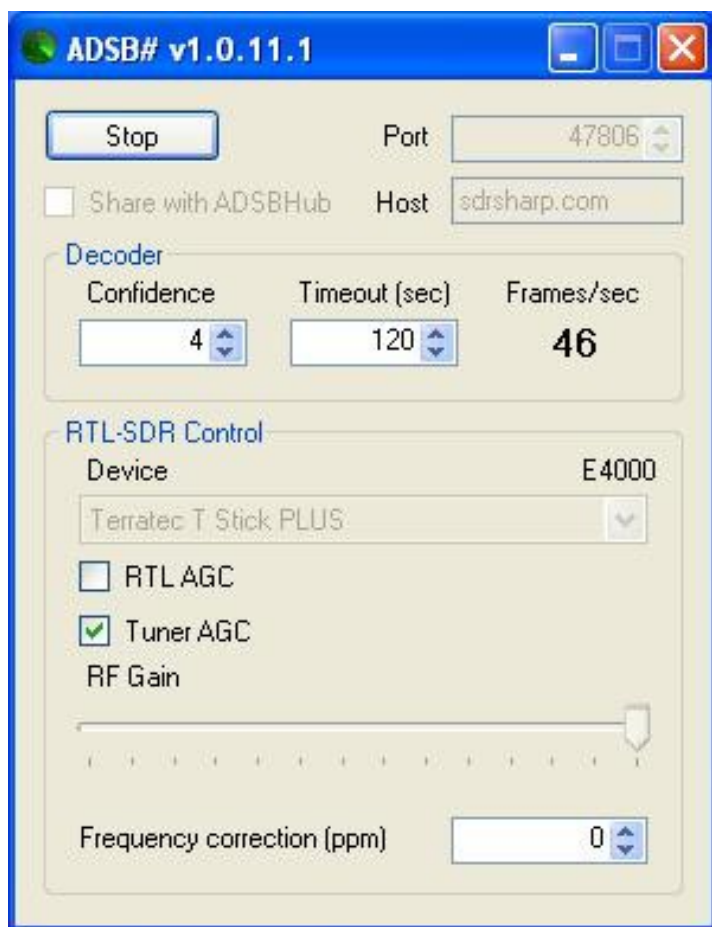 ADSB# v1.0.11.1
Stop
Port 47806
Share with ADSBHub
Host sdrsharp.com
Decoder
Confidence Timeout (sec) Frames/sec
4 120 46
RTL-SDR Control
Device E4000
Terratec T Stick PLUS
RTL AGC
Tuner AGC
RF Gain
Frequency correction (ppm) 0